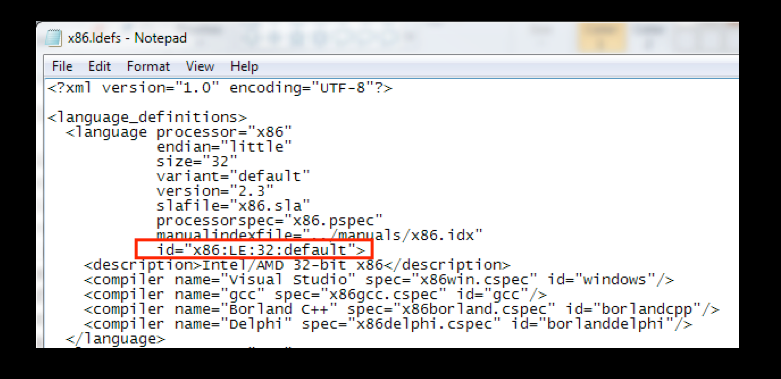 x86.ldefs - Notepad
File Edit Format View Help
<?xml version="1.0" encoding="UTF-8"?>
<language_definitions>
<language processor="x86"
endian="little"
size="32"
variant="default"
version="2.3"
slafile="x86.sla"
processorspec="x86.pspec"
manualindexfile="../manuals/x86.idx"
id="x86:LE:32:default">
<description>Intel/AMD 32-bit x86</description>
<compiler name="Visual Studio" spec="x86win.cspec" id="windows"/>
<compiler name="gcc" spec="x86gcc.cspec" id="gcc"/>
<compiler name="Borland C++" spec="x86borland.cspec" id="borlandcpp"/>
<compiler name="Delphi" spec="x86delphi.cspec" id="borlanddelphi"/>
</language>